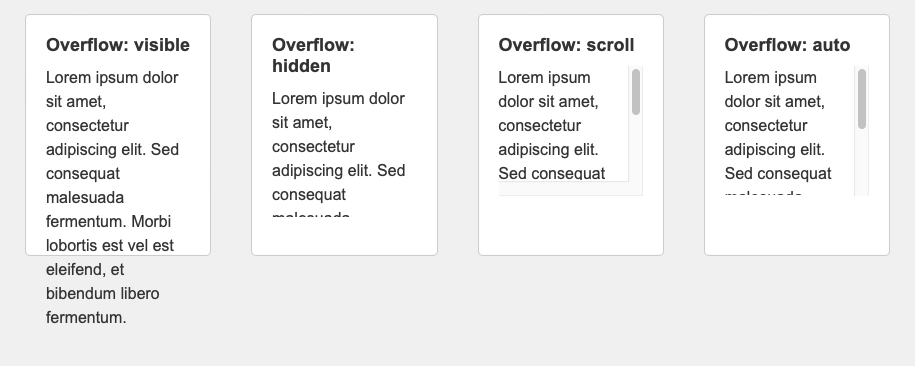 Overflow: visible
Lorem ipsum dolor
sit amet,
consectetur
adipiscing elit. Sed
consequat
malesuada
fermentum. Morbi
lobortis est vel est
eleifend, et
bibendum libero
fermentum.
Overflow:
hidden
Lorem ipsum dolor
sit amet,
consectetur
adipiscing elit. Sed
consequat
malesuada
Overflow: scroll
Lorem ipsum
dolor sit amet,
consectetur
adipiscing elit.
Sed consequat
Overflow: auto
Lorem ipsum
dolor sit amet,
consectetur
adipiscing elit.
Sed consequat
malesuada